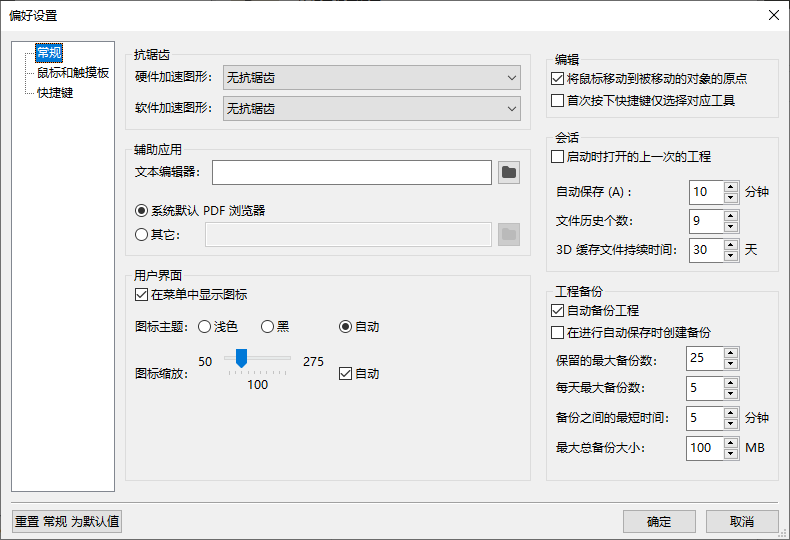 偏好设置
常规
鼠标和触摸板
快捷键
抗锯齿
硬件加速图形： 无抗锯齿
软件加速图形： 无抗锯齿
辅助应用
文本编辑器：
系统默认 PDF 浏览器
其它：
用户界面
在菜单中显示图标
图标主题： 浅色 黑 自动
图标缩放： 50 275 自动
100
编辑
将鼠标移动到被移动的对象的原点
首次按下快捷键仅选择对应工具
会话
启动时打开的上一次的工程
自动保存 (A)： 10 分钟
文件历史个数： 9
3D 缓存文件持续时间： 30 天
工程备份
自动备份工程
在进行自动保存时创建备份
保留的最大备份数： 25
每天最大备份数： 5
备份之间的最短时间： 5 分钟
最大总备份大小： 100 MB
重置 常规 为默认值
确定
取消